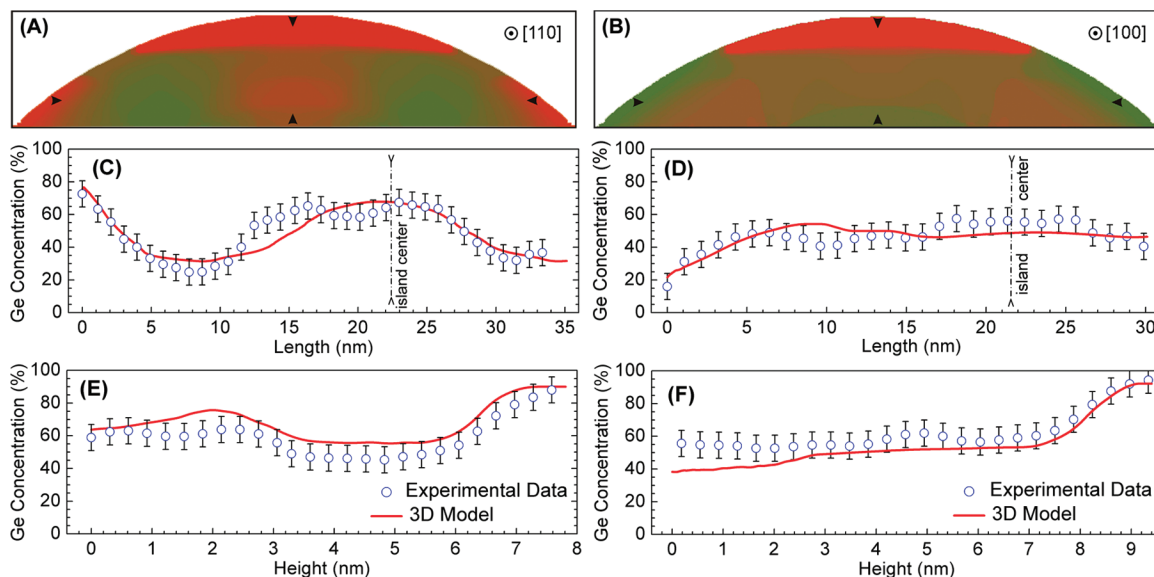 (A)
⊙ [110]
(B)
⊙ [100]
Ge Concentration (%)
100
80
60
40
20
0
(C)
island center
0 5 10 15 20 25 30 35
Length (nm)
Ge Concentration (%)
100
80
60
40
20
0
(D)
island center
0 5 10 15 20 25 30
Length (nm)
Ge Concentration (%)
100
80
60
40
20
0
(E)
Experimental Data
3D Model
0 1 2 3 4 5 6 7 8
Height (nm)
Ge Concentration (%)
100
80
60
40
20
0
(F)
Experimental Data
3D Model
0 1 2 3 4 5 6 7 8 9
Height (nm)